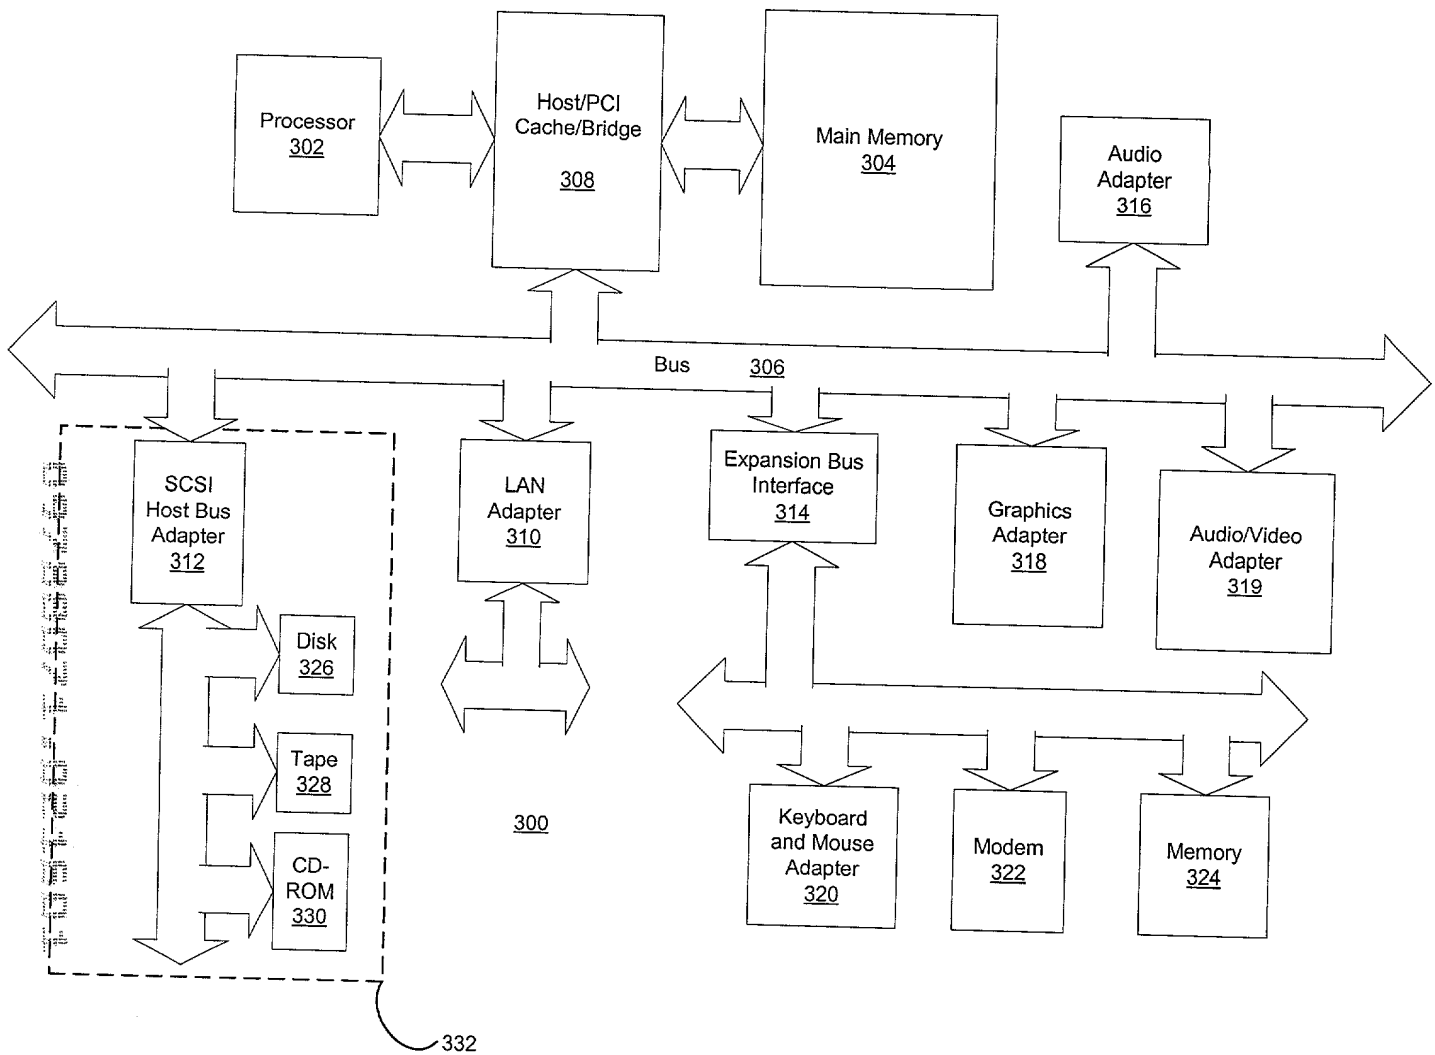 Processor
302
Host/PCI
Cache/Bridge
308
Main Memory
304
Audio
Adapter
316
Bus 306
SCSI
Host Bus
Adapter
312
LAN
Adapter
310
Expansion Bus
Interface
314
Graphics
Adapter
318
Audio/Video
Adapter
319
Disk
326
Tape
328
CD-
ROM
330
300
Keyboard
and Mouse
Adapter
320
Modem
322
Memory
324
332